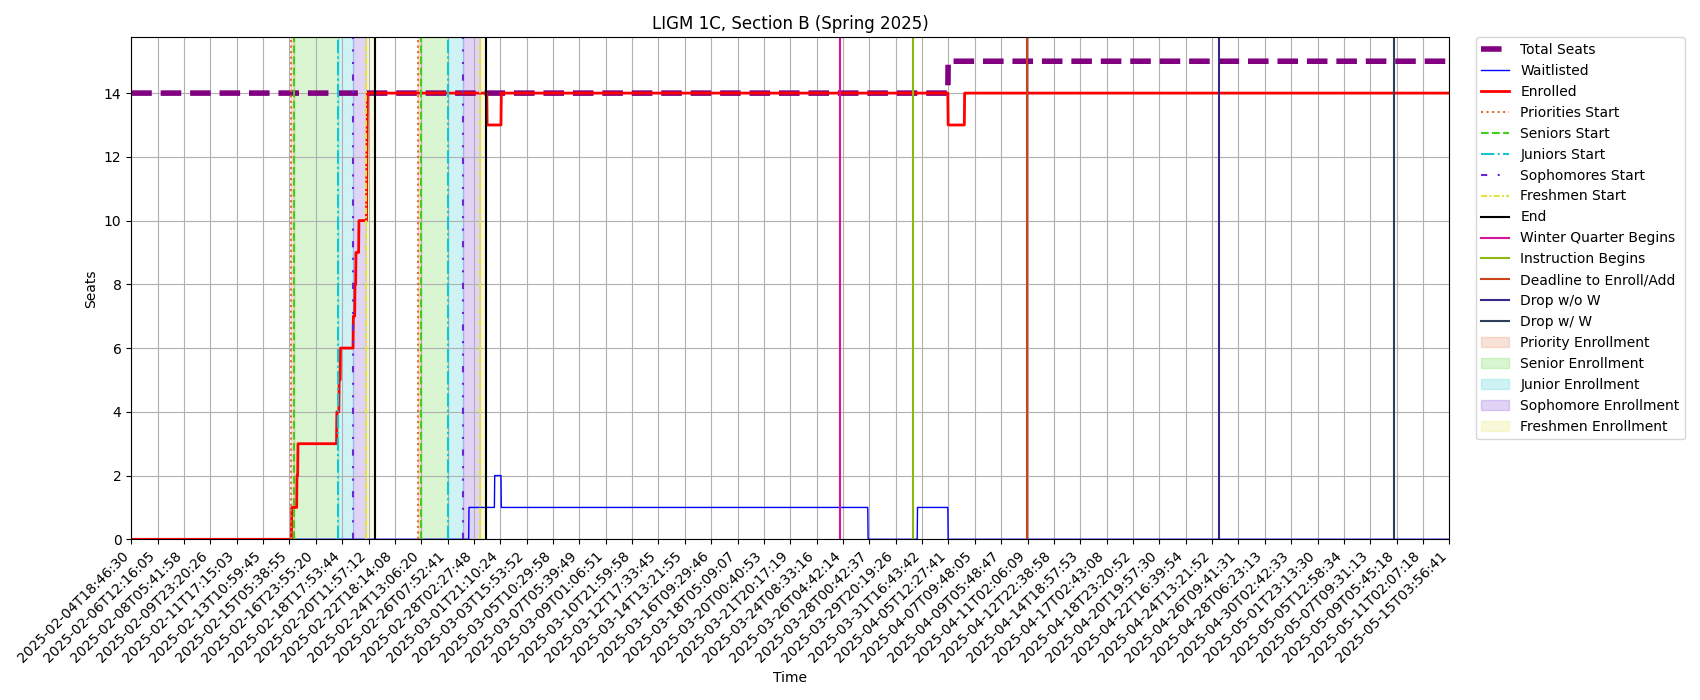 LIGM 1C, Section B (Spring 2025)
Total Seats
Waitlisted
Enrolled
Priorities Start
Seniors Start
Juniors Start
Sophomores Start
Freshmen Start
End
Winter Quarter Begins
Instruction Begins
Deadline to Enroll/Add
Drop w/o W
Drop w/ W
Priority Enrollment
Senior Enrollment
Junior Enrollment
Sophomore Enrollment
Freshmen Enrollment
Seats
14
12
10
8
6
4
2
0
2025-02-04T18:46:30
2025-02-06T12:16:05
2025-02-08T05:41:58
2025-02-09T23:20:26
2025-02-11T17:15:03
2025-02-13T10:59:45
2025-02-15T05:38:55
2025-02-16T23:55:20
2025-02-18T17:53:44
2025-02-20T11:57:12
2025-02-22T18:14:08
2025-02-24T13:06:20
2025-02-26T07:52:41
2025-02-28T02:27:48
2025-03-01T21:10:24
2025-03-03T15:53:52
2025-03-05T10:29:58
2025-03-07T05:39:49
2025-03-09T01:06:51
2025-03-10T21:59:58
2025-03-12T17:33:45
2025-03-14T13:21:55
2025-03-16T09:29:46
2025-03-18T05:09:07
2025-03-20T00:40:53
2025-03-21T20:17:19
2025-03-24T08:33:16
2025-03-26T04:42:14
2025-03-28T00:42:37
2025-03-29T20:19:26
2025-03-31T16:43:42
2025-04-05T12:27:41
2025-04-07T09:48:05
2025-04-09T05:48:47
2025-04-11T02:06:09
2025-04-12T22:38:58
2025-04-14T18:57:53
2025-04-17T02:43:08
2025-04-18T23:20:52
2025-04-20T19:57:30
2025-04-22T16:39:54
2025-04-24T13:21:52
2025-04-26T09:41:31
2025-04-28T06:23:13
2025-04-30T02:42:33
2025-05-01T23:13:30
2025-05-05T12:58:34
2025-05-07T09:31:13
2025-05-09T05:45:18
2025-05-11T02:07:18
2025-05-15T03:56:41
Time